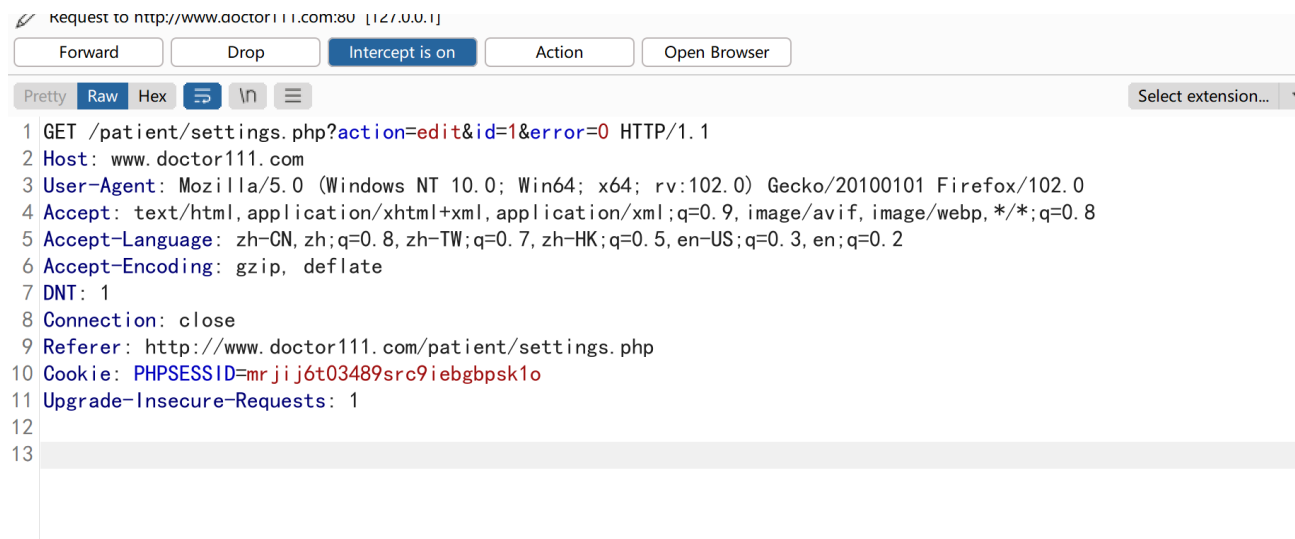 Request to http://www.doctor111.com:80 [127.0.0.1]
Forward Drop Intercept is on Action Open Browser
Pretty Raw Hex \n Select extension...
1 GET /patient/settings.php?action=edit&id=1&error=0 HTTP/1.1
2 Host: www.doctor111.com
3 User-Agent: Mozilla/5.0 (Windows NT 10.0; Win64; x64; rv:102.0) Gecko/20100101 Firefox/102.0
4 Accept: text/html,application/xhtml+xml,application/xml;q=0.9,image/avif,image/webp,*/*;q=0.8
5 Accept-Language: zh-CN,zh;q=0.8,zh-TW;q=0.7,zh-HK;q=0.5,en-US;q=0.3,en;q=0.2
6 Accept-Encoding: gzip, deflate
7 DNT: 1
8 Connection: close
9 Referer: http://www.doctor111.com/patient/settings.php
10 Cookie: PHPSESSID=mrjij6t03489src9iebgbpsk1o
11 Upgrade-Insecure-Requests: 1
12
13